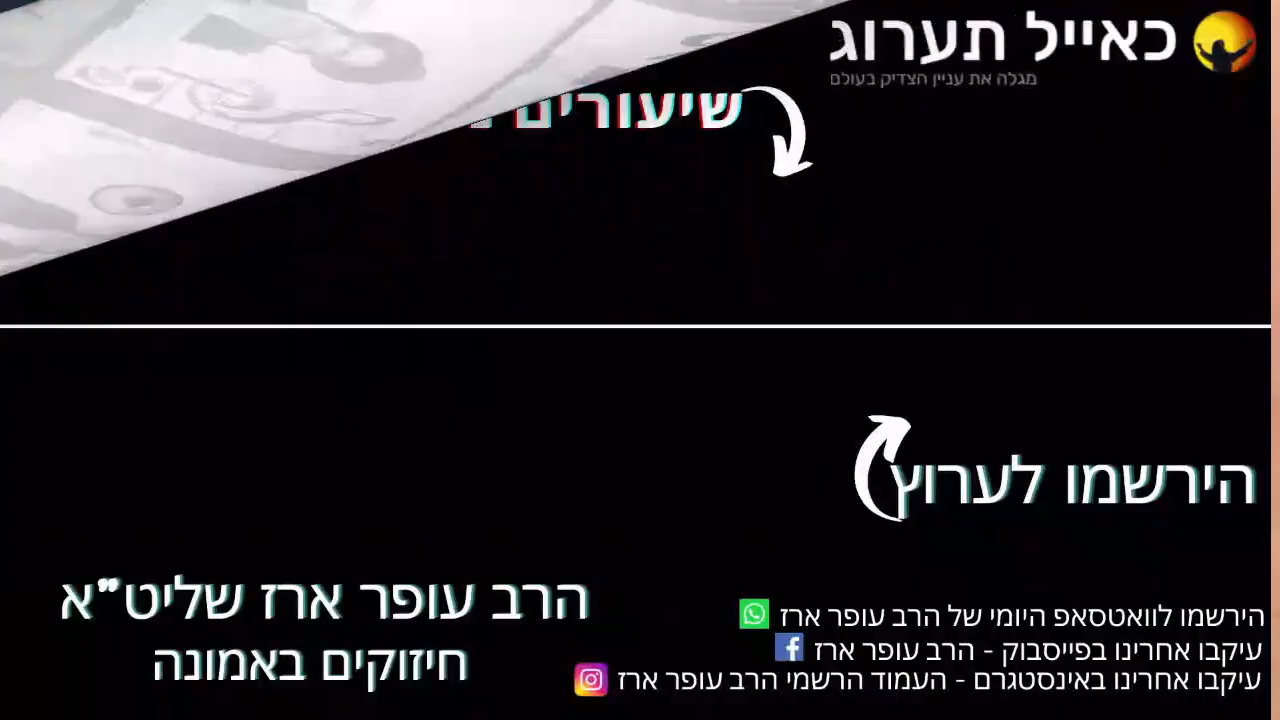 כאייל תערוג
מגלה את עניין הצדיק בעולם
שיעורים
הירשמו לערוץ
הרב עופר ארז שליט"א
חיזוקים באמונה
הירשמו לוואטסאפ היומי של הרב עופר ארז
עיקבו אחרינו בפייסבוק - הרב עופר ארז
עיקבו אחרינו באינסטגרם - העמוד הרשמי הרב עופר ארז